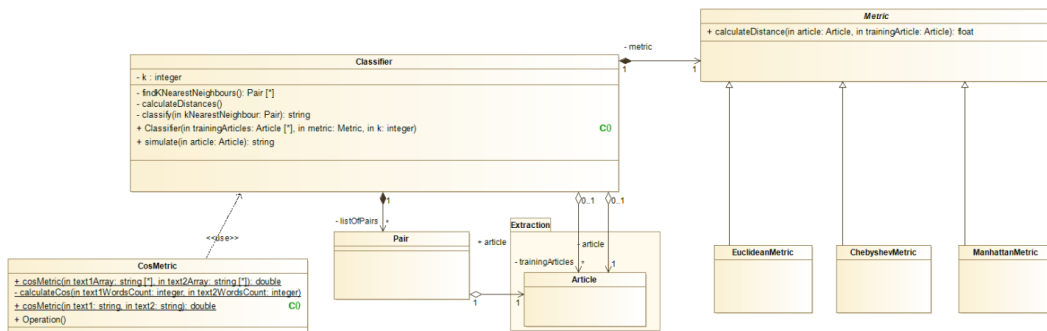 Metric
+ calculateDistance(in article: Article, in trainingArticle: Article): float
- metric
1
1
Classifier
- k : integer
- findKNearestNeighbours(): Pair [*]
- calculateDistances()
- classify(in kNearestNeighbour: Pair): string
+ Classifier(in trainingArticles: Article [*], in metric: Metric, in k: integer)
C()
+ simulate(in article: Article): string
1
0..1
0..1
- listOfPairs
*
Pair
+ article
Extraction
- article
- trainingArticles
*
1
Article
1
1
<<use>>
CosMetric
+ cosMetric(in text1Array: string [*], in text2Array: string [*]): double
- calculateCos(in text1WordsCount: integer, in text2WordsCount: integer)
+ cosMetric(in text1: string, in text2: string): double
C()
+ Operation()
EuclideanMetric
ChebyshevMetric
ManhattanMetric